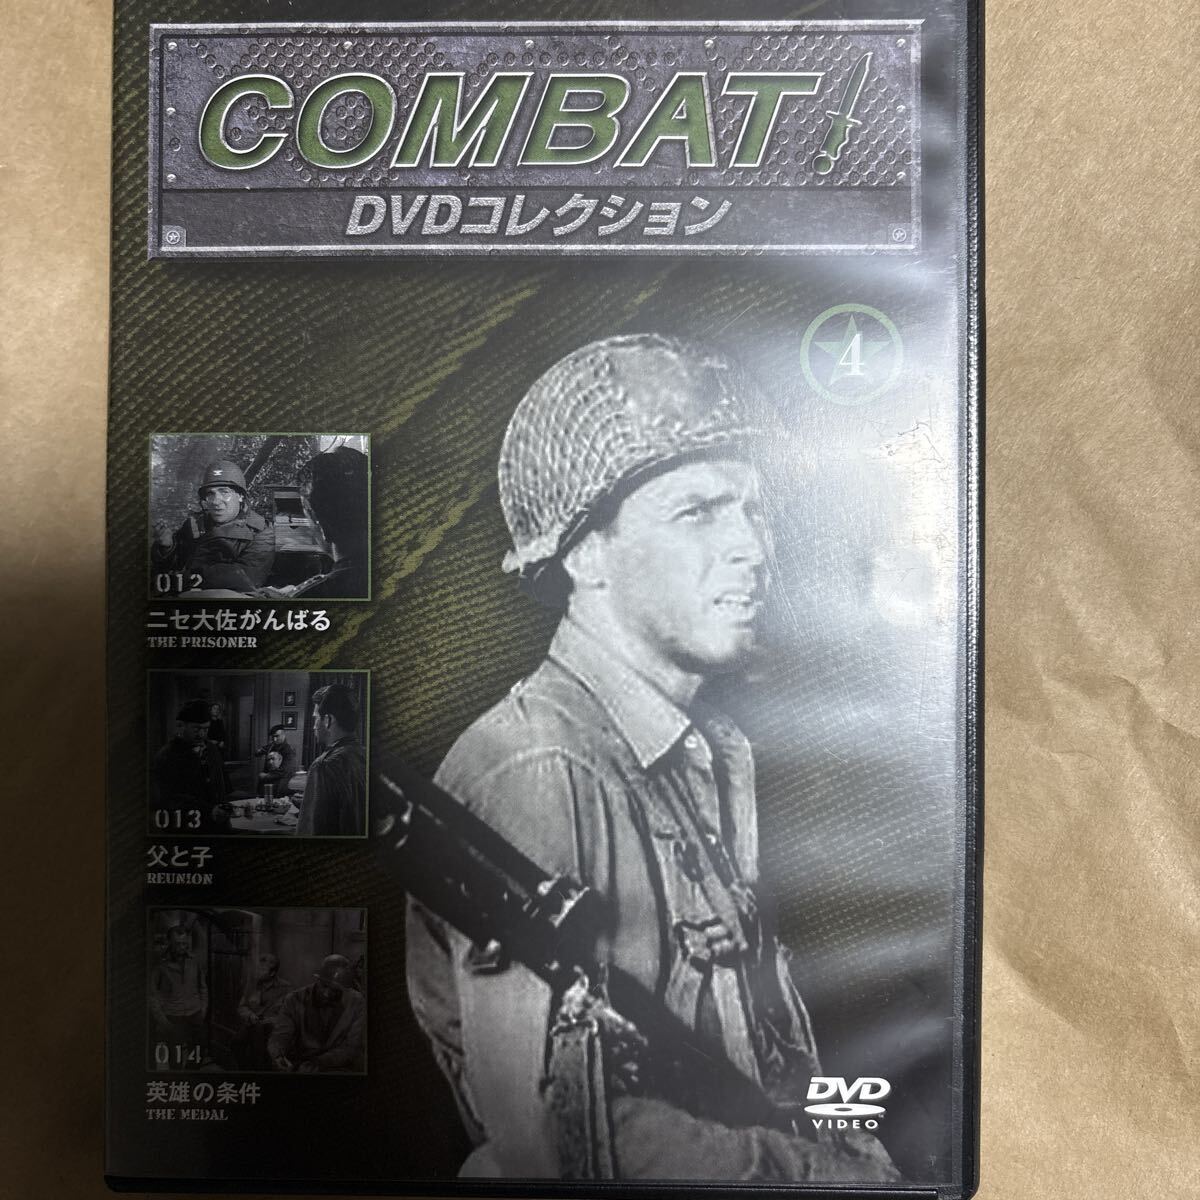 COMBAT!
DVDコレクション
4
012
ニセ大佐がんばる
THE PRISONER
013
父と子
REUNION
014
英雄の条件
THE MEDAL
DVD
VIDEO